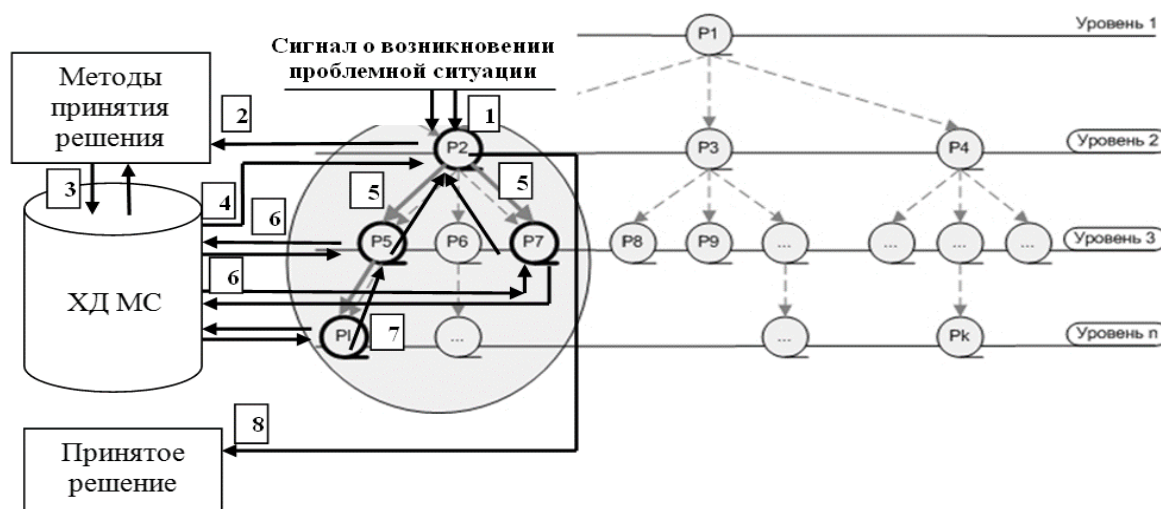 P1
Уровень 1
Сигнал о возникновении
проблемной ситуации
Методы
принятия
решения
2
1
P2
P3
P4
Уровень 2
3
4
5
5
6
P5
P6
P7
P8
P9
...
...
...
...
Уровень 3
6
ХД МС
Pl
7
...
...
Pk
Уровень n
8
Принятое
решение